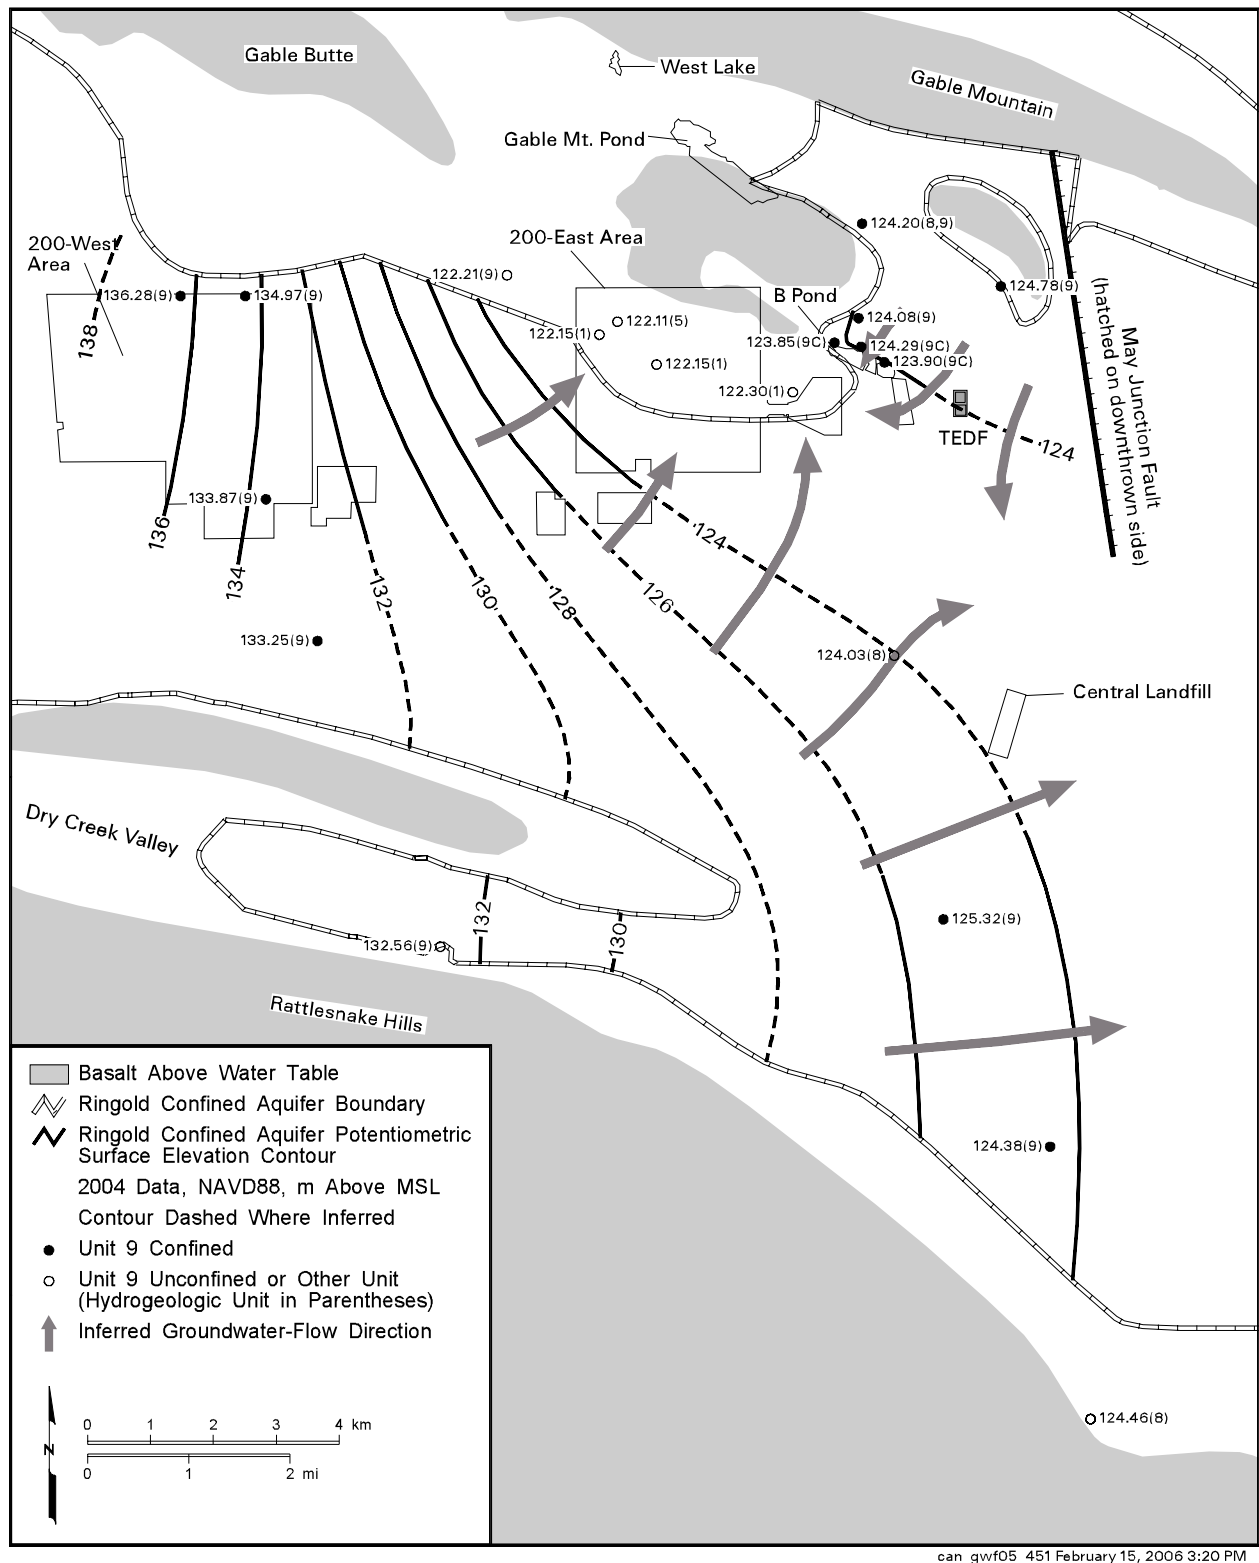 Gable Butte
West Lake
Gable Mountain
Gable Mt. Pond
124.20(8,9)
200-West
Area
200-East Area
122.21(9)
124.78(9)
136.28(9)
134.97(9)
B Pond
124.08(9)
122.11(5)
122.15(1)
123.85(9C)
124.29(9C)
123.90(9C)
138
122.15(1)
122.30(1)
May Junction Fault
(hatched on downthrown side)
TEDF
124
133.87(9)
136
134
132
130
128
126
124
133.25(9)
124.03(8)
Central Landfill
Dry Creek Valley
132
130
125.32(9)
132.56(9)
Rattlesnake Hills
124.38(9)
124.46(8)
Basalt Above Water Table
Ringold Confined Aquifer Boundary
Ringold Confined Aquifer Potentiometric
Surface Elevation Contour
2004 Data, NAVD88, m Above MSL
Contour Dashed Where Inferred
Unit 9 Confined
Unit 9 Unconfined or Other Unit
(Hydrogeologic Unit in Parentheses)
Inferred Groundwater-Flow Direction
0 1 2 3 4 km
N
0 1 2 mi
can_gwf05_451 February 15, 2006 3:20 PM